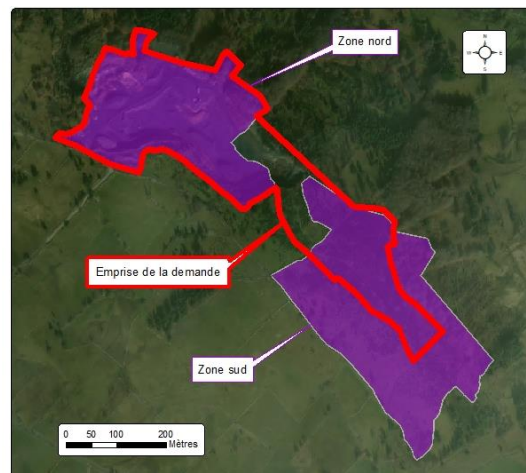 Zone nord
N
W E
S
Emprise de la demande
Zone sud
0 50 100 200
Mètres